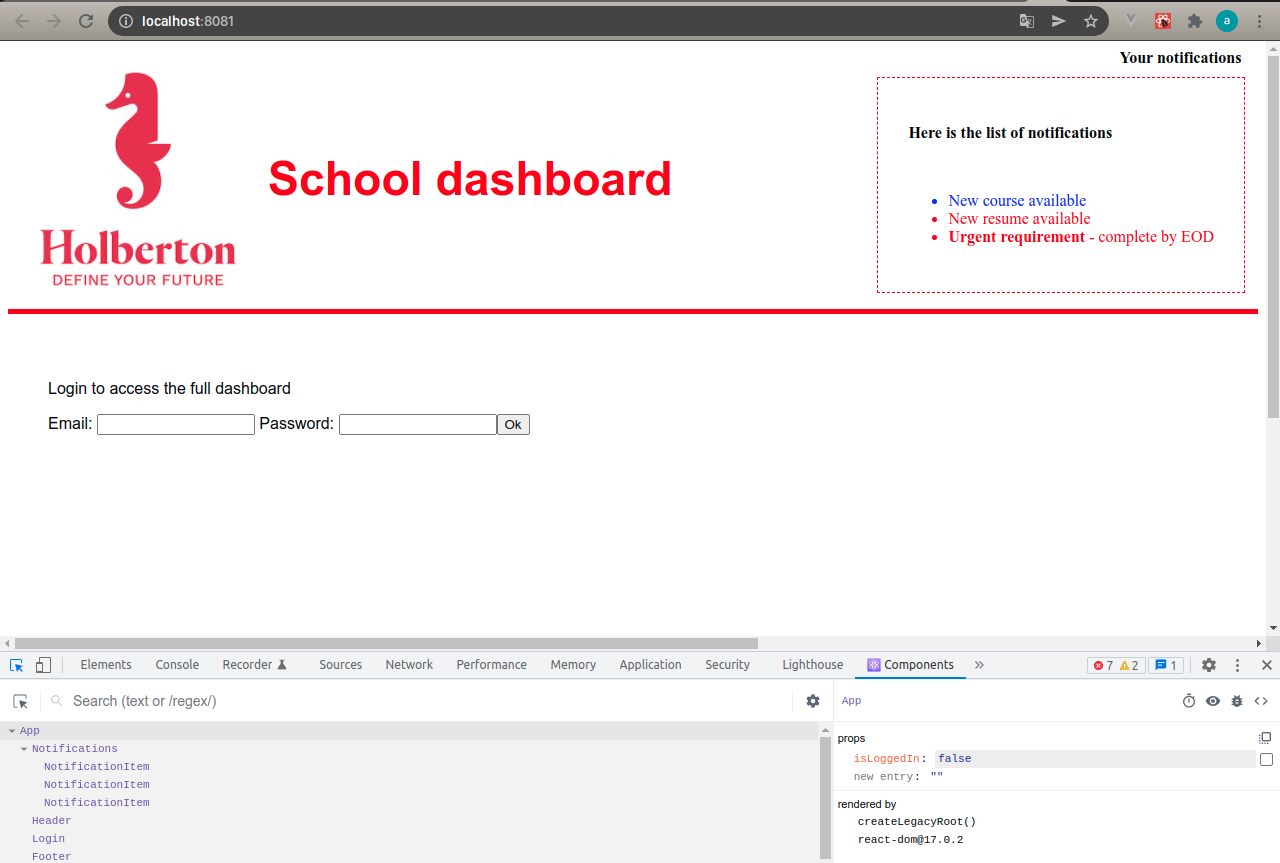 localhost:8081
a
Your notifications
Here is the list of notifications
New course available
New resume available
Urgent requirement - complete by EOD
School dashboard
Holberton
DEFINE YOUR FUTURE
Login to access the full dashboard
Email: Password: Ok
Elements Console Recorder Sources Network Performance Memory Application Security Lighthouse Components » 7 2 1
Search (text or /regex/)
App
App
Notifications
NotificationItem
NotificationItem
NotificationItem
Header
Login
Footer
props
isLoggedIn: false
new entry: ""
rendered by
createLegacyRoot()
react-dom@17.0.2